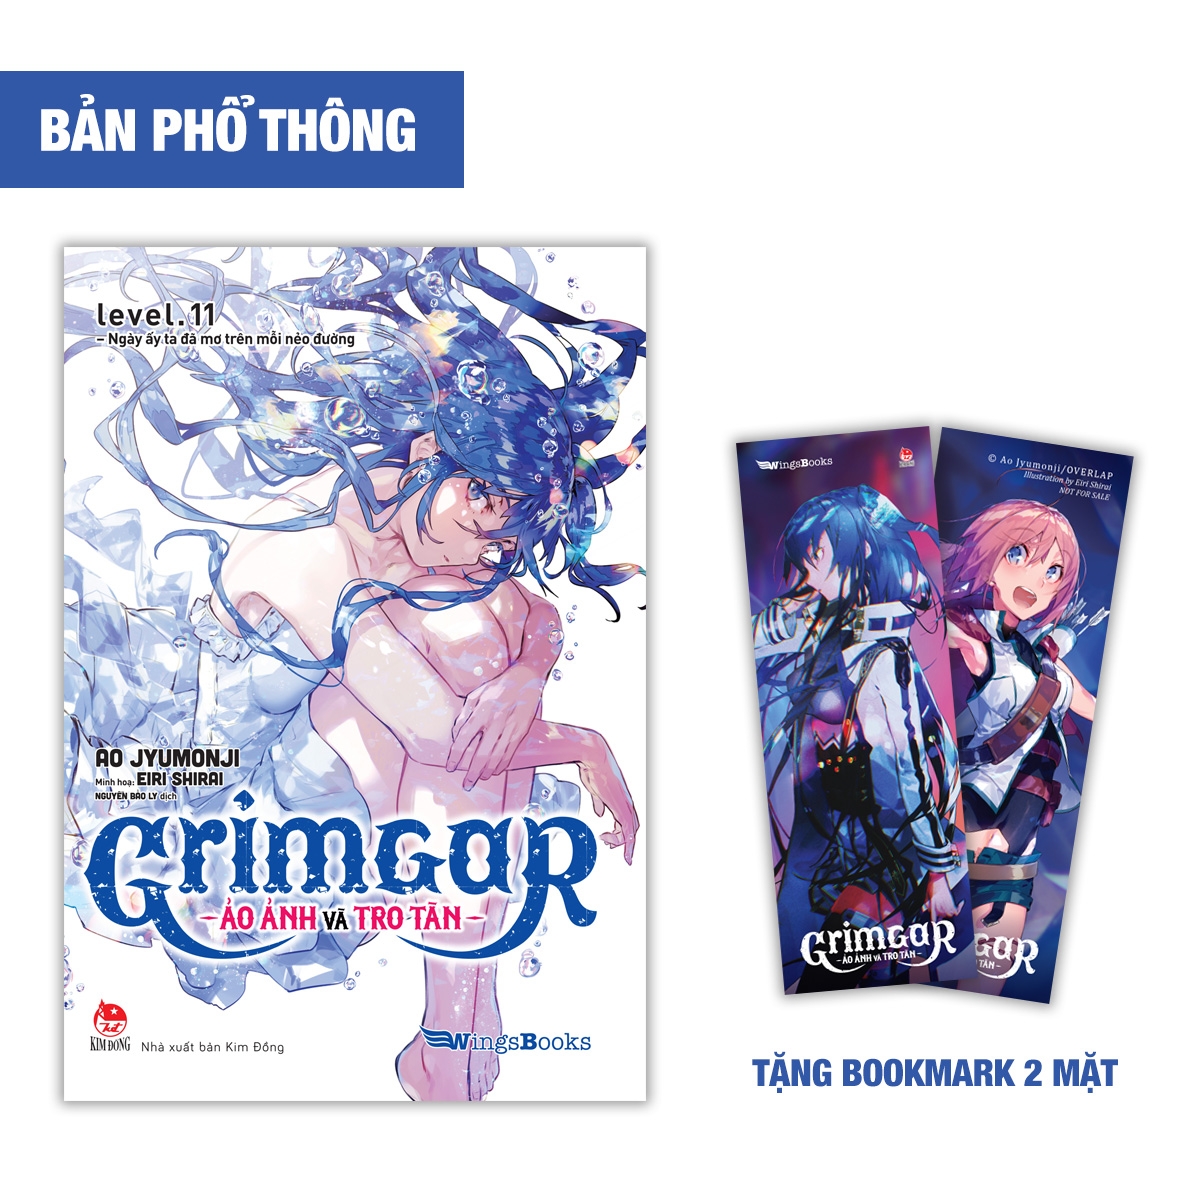 BẢN PHỔ THÔNG
level.11
– Ngày ấy ta đã mơ trên mỗi nẻo đường
AO JYUMONJI
Minh hoạ: EIRI SHIRAI
NGUYỄN BẢO LY dịch
GRIMGAR
- ẢO ẢNH VÀ TRO TÀN -
KIM ĐỒNG
Nhà xuất bản Kim Đồng
WingsBooks
WingsBooks
GRIMGAR
- ẢO ẢNH VÀ TRO TÀN -
© Ao Jyumonji/OVERLAP
Illustration by Eiri Shirai
NOT FOR SALE
TẶNG BOOKMARK 2 MẶT